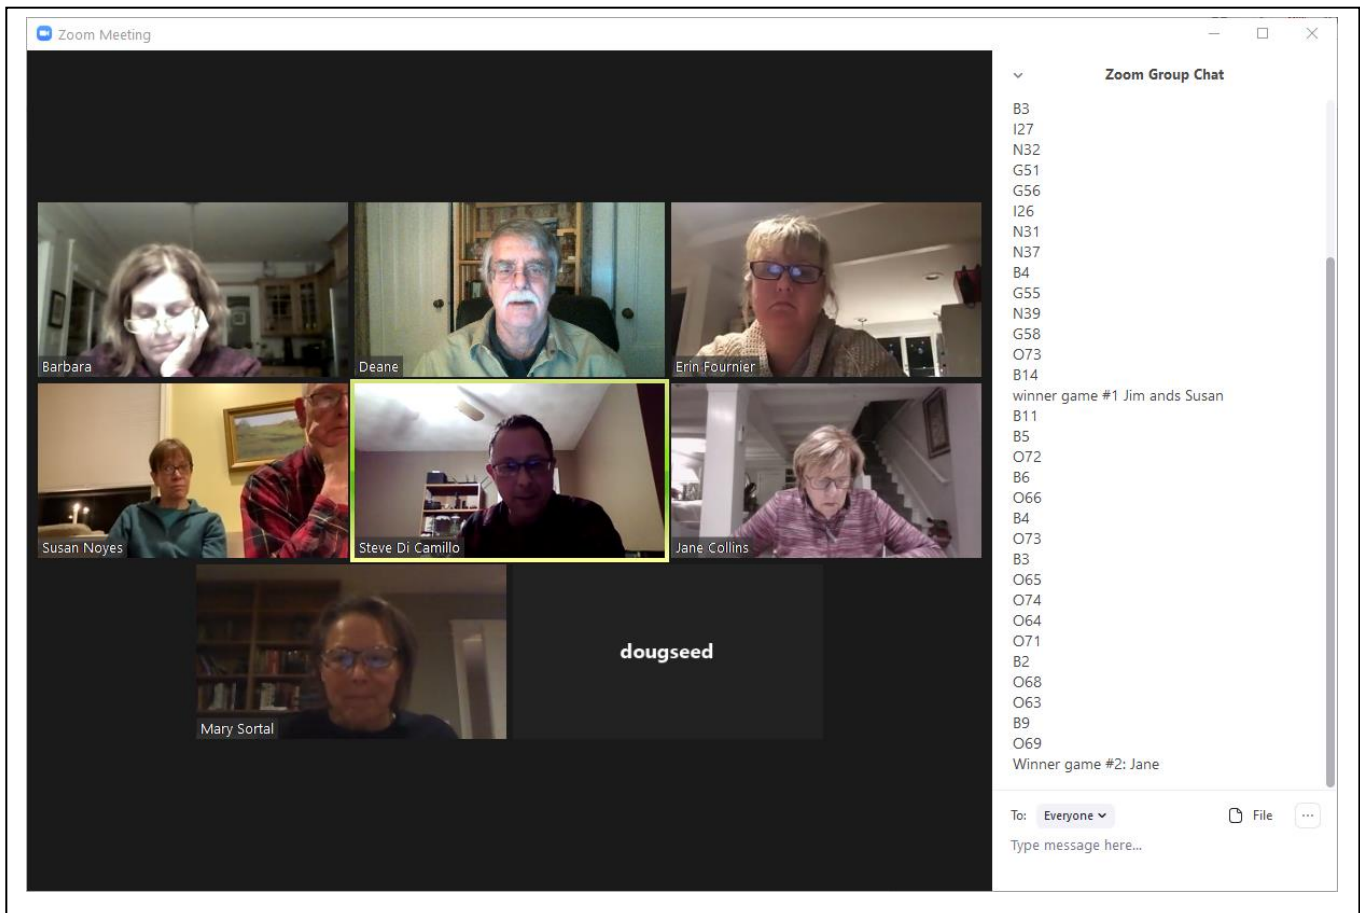 Zoom Meeting
Barbara
Deane
Erin Fournier
Susan Noyes
Steve Di Camillo
Jane Collins
Mary Sortal
dougseed
Zoom Group Chat
B3
I27
N32
G51
G56
I26
N31
N37
B4
G55
N39
G58
O73
B14
winner game #1 Jim ands Susan
B11
B5
O72
B6
O66
B4
O73
B3
O65
O74
O64
O71
B2
O68
O63
B9
O69
Winner game #2: Jane
To: Everyone File
Type message here...